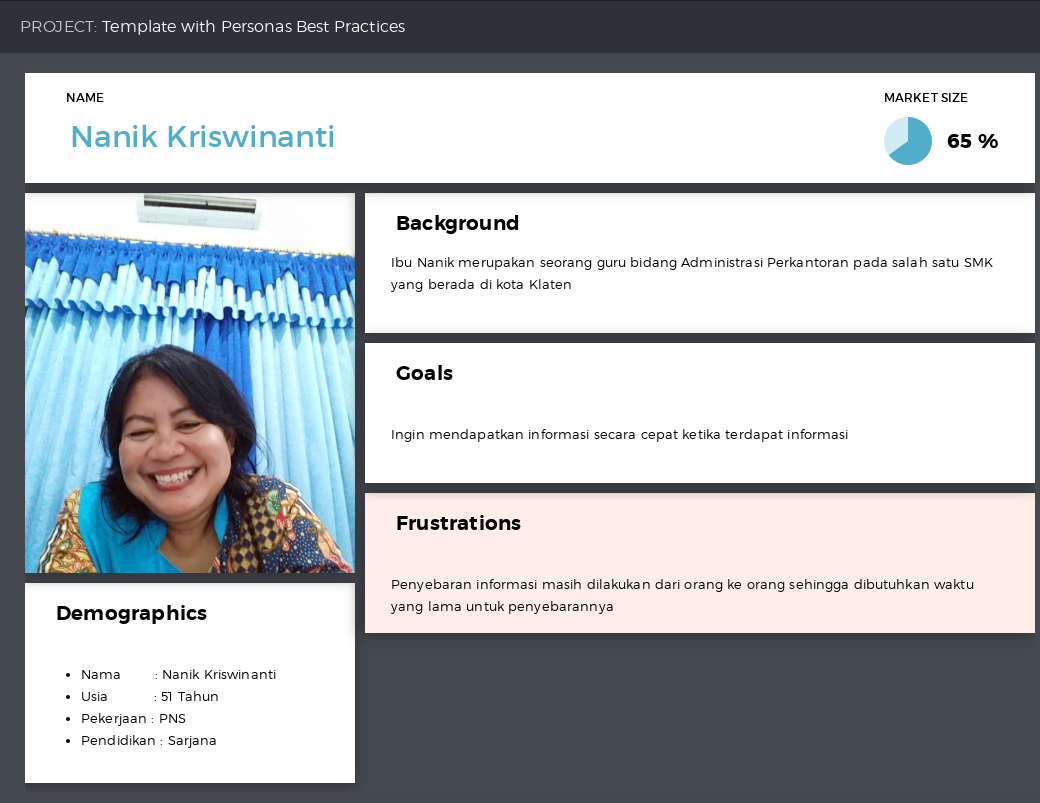 PROJECT: Template with Personas Best Practices
NAME
Nanik Kriswinanti
MARKET SIZE
65 %
Background
Ibu Nanik merupakan seorang guru bidang Administrasi Perkantoran pada salah satu SMK
yang berada di kota Klaten
Goals
Ingin mendapatkan informasi secara cepat ketika terdapat informasi
Frustrations
Penyebaran informasi masih dilakukan dari orang ke orang sehingga dibutuhkan waktu
yang lama untuk penyebarannya
Demographics
• Nama : Nanik Kriswinanti
• Usia : 51 Tahun
• Pekerjaan : PNS
• Pendidikan : Sarjana